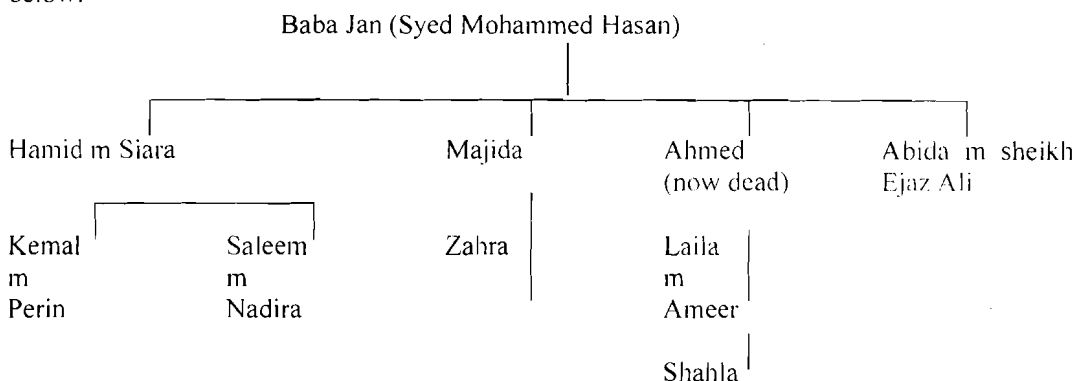 below:
Baba Jan (Syed Mohammed Hasan)
Hamid m Siara Majida Ahmed Abida m sheikh
(now dead) Ejaz Ali
Kemal Saleem Zahra Laila
m m m
Perin Nadira Ameer
Shahla